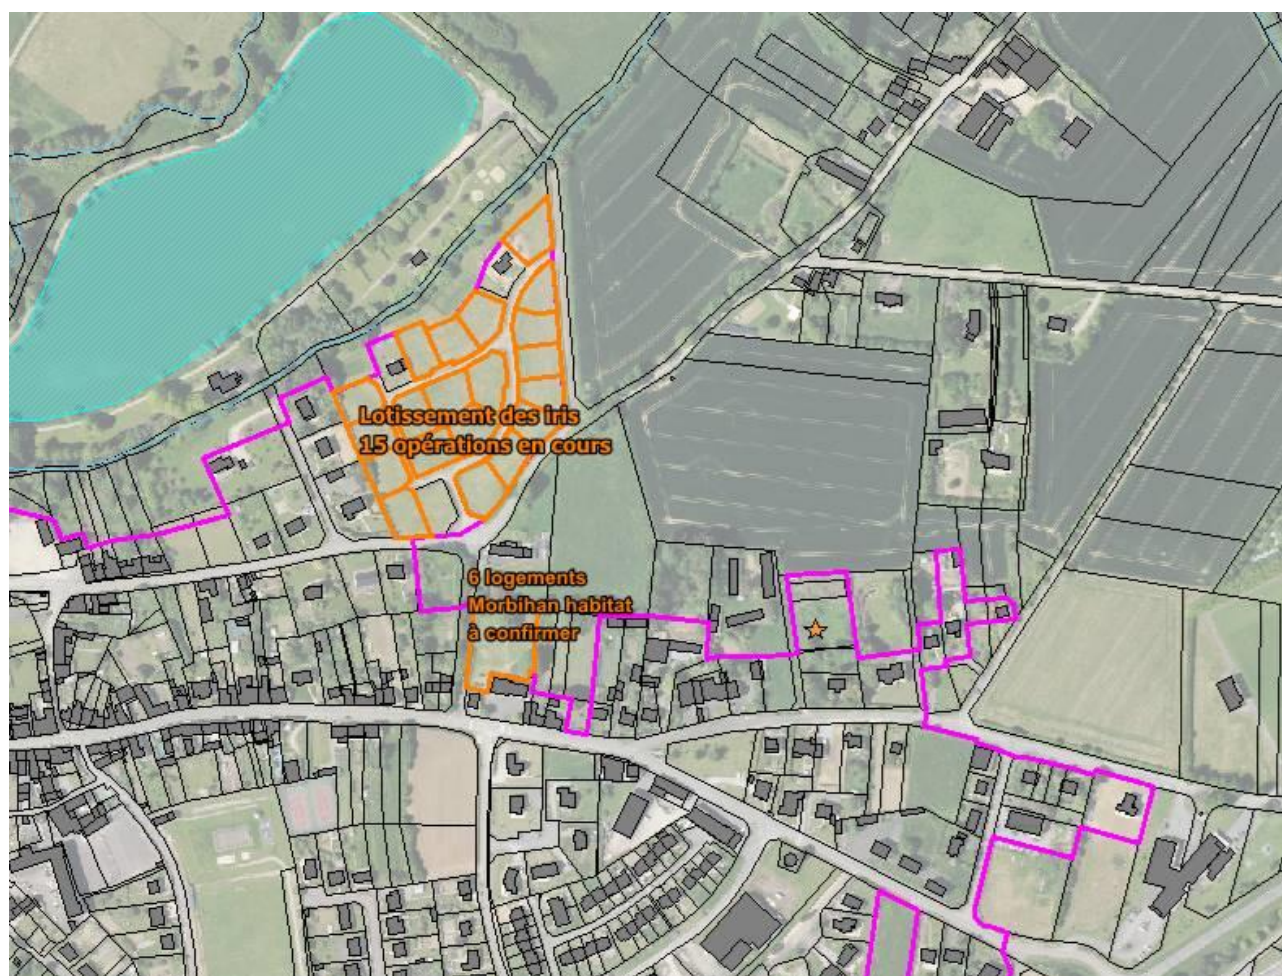 Lotissement des iris
15 opérations en cours
6 logements
Morbihan habitat
à confirmer